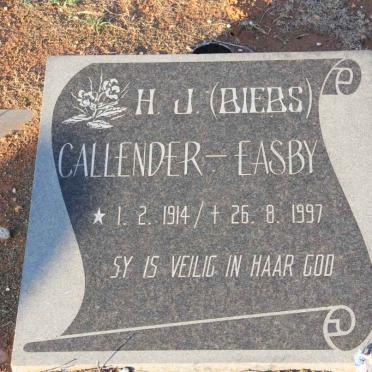 H. J. (BIEBS)
CALLENDER-EASBY
★ 1. 2. 1914 / † 26. 8. 1997
SY IS VEILIG IN HAAR GOD